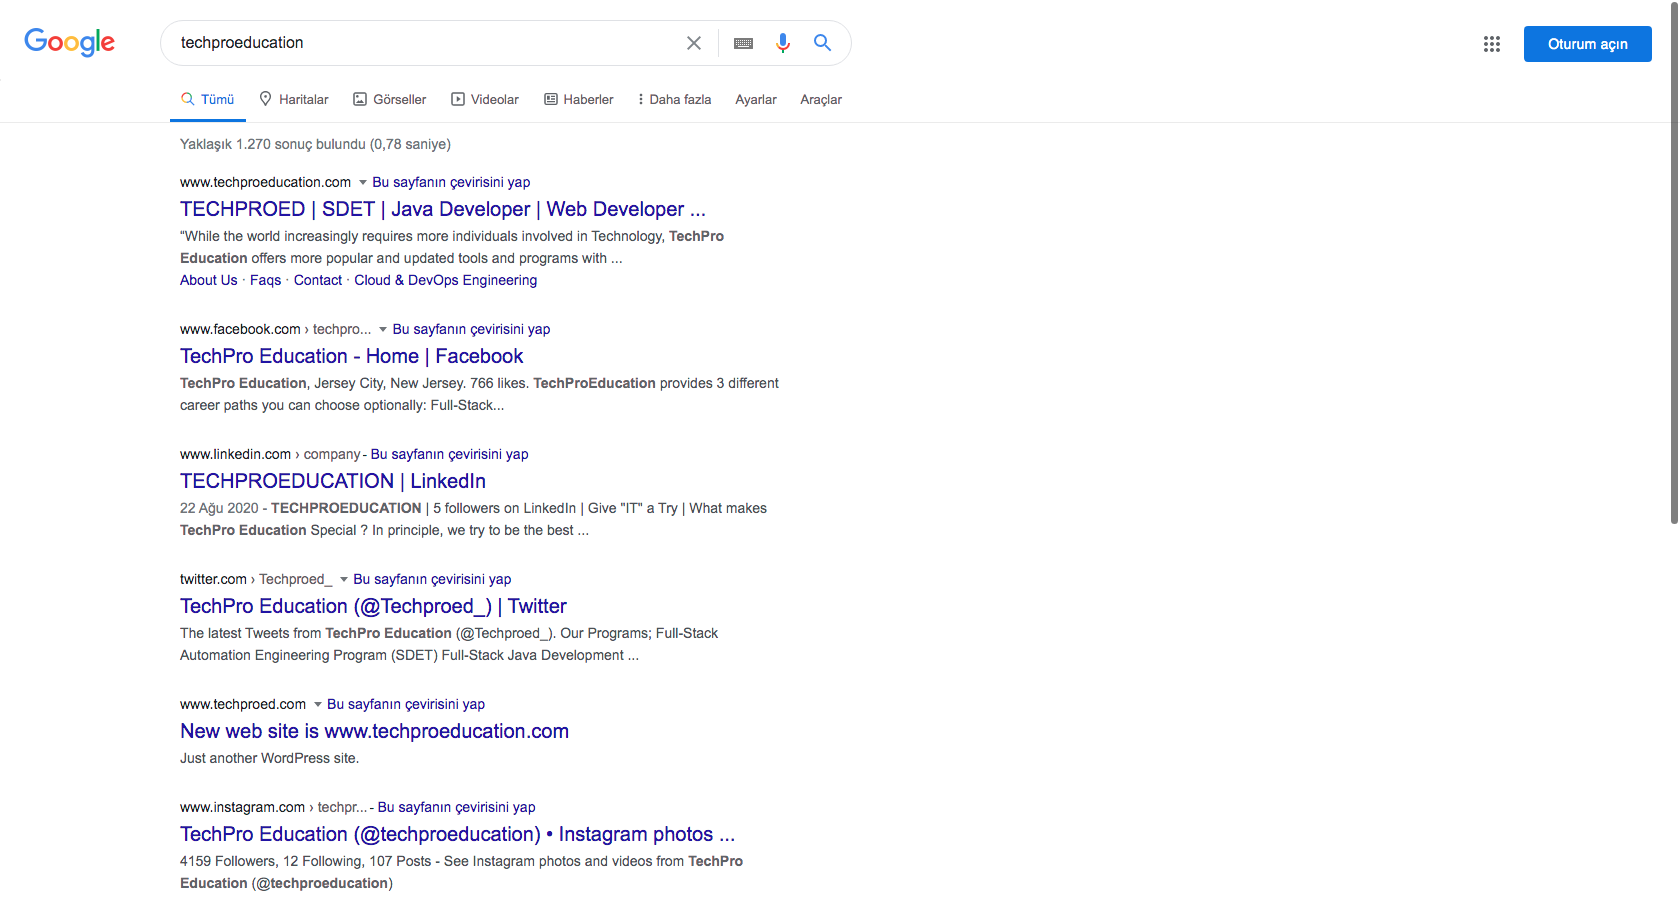 Google
techproeducation
Oturum açın
Tümü Haritalar Görseller Videolar Haberler Daha fazla Ayarlar Araçlar
Yaklaşık 1.270 sonuç bulundu (0,78 saniye)
www.techproeducation.com Bu sayfanın çevirisini yap
TECHPROED | SDET | Java Developer | Web Developer ...
“While the world increasingly requires more individuals involved in Technology, TechPro
Education offers more popular and updated tools and programs with ...
About Us · Faqs · Contact · Cloud & DevOps Engineering
www.facebook.com › techpro... Bu sayfanın çevirisini yap
TechPro Education - Home | Facebook
TechPro Education, Jersey City, New Jersey. 766 likes. TechProEducation provides 3 different
career paths you can choose optionally: Full-Stack...
www.linkedin.com › company - Bu sayfanın çevirisini yap
TECHPROEDUCATION | LinkedIn
22 Ağu 2020 - TECHPROEDUCATION | 5 followers on LinkedIn | Give "IT" a Try | What makes
TechPro Education Special ? In principle, we try to be the best ...
twitter.com › Techproed_ Bu sayfanın çevirisini yap
TechPro Education (@Techproed_) | Twitter
The latest Tweets from TechPro Education (@Techproed_). Our Programs; Full-Stack
Automation Engineering Program (SDET) Full-Stack Java Development ...
www.techproed.com Bu sayfanın çevirisini yap
New web site is www.techproeducation.com
Just another WordPress site.
www.instagram.com › techpr... - Bu sayfanın çevirisini yap
TechPro Education (@techproeducation) • Instagram photos ...
4159 Followers, 12 Following, 107 Posts - See Instagram photos and videos from TechPro
Education (@techproeducation)